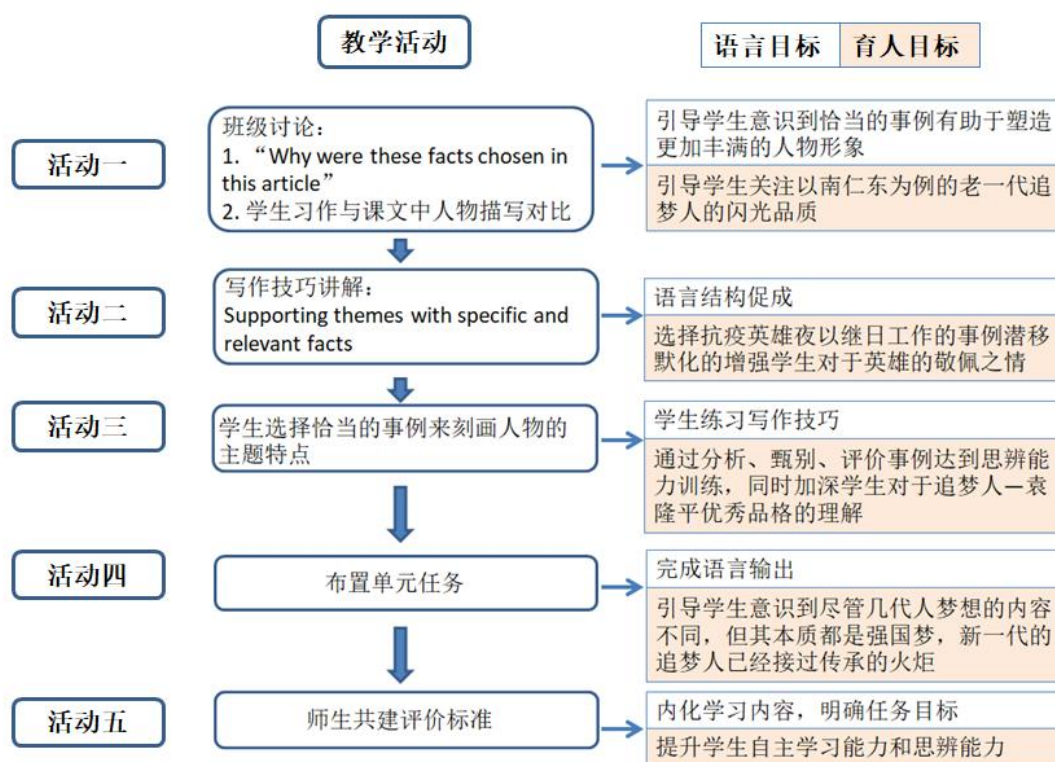 教学活动
语言目标 育人目标
活动一
班级讨论：
1. “Why were these facts chosen in
this article”
2. 学生习作与课文中人物描写对比
引导学生意识到恰当的事例有助于塑造
更加丰满的人物形象
引导学生关注以南仁东为例的老一代追
梦人的闪光品质
活动二
写作技巧讲解：
Supporting themes with specific and
relevant facts
语言结构促成
选择抗疫英雄夜以继日工作的事例潜移
默化的增强学生对于英雄的敬佩之情
活动三
学生选择恰当的事例来刻画人物的
主题特点
学生练习写作技巧
通过分析、甄别、评价事例达到思辨能
力训练，同时加深学生对于追梦人—袁
隆平优秀品格的理解
活动四
布置单元任务
完成语言输出
引导学生意识到尽管几代人梦想的内容
不同，但其本质都是强国梦，新一代的
追梦人已经接过传承的火炬
活动五
师生共建评价标准
内化学习内容，明确任务目标
提升学生自主学习能力和思辨能力